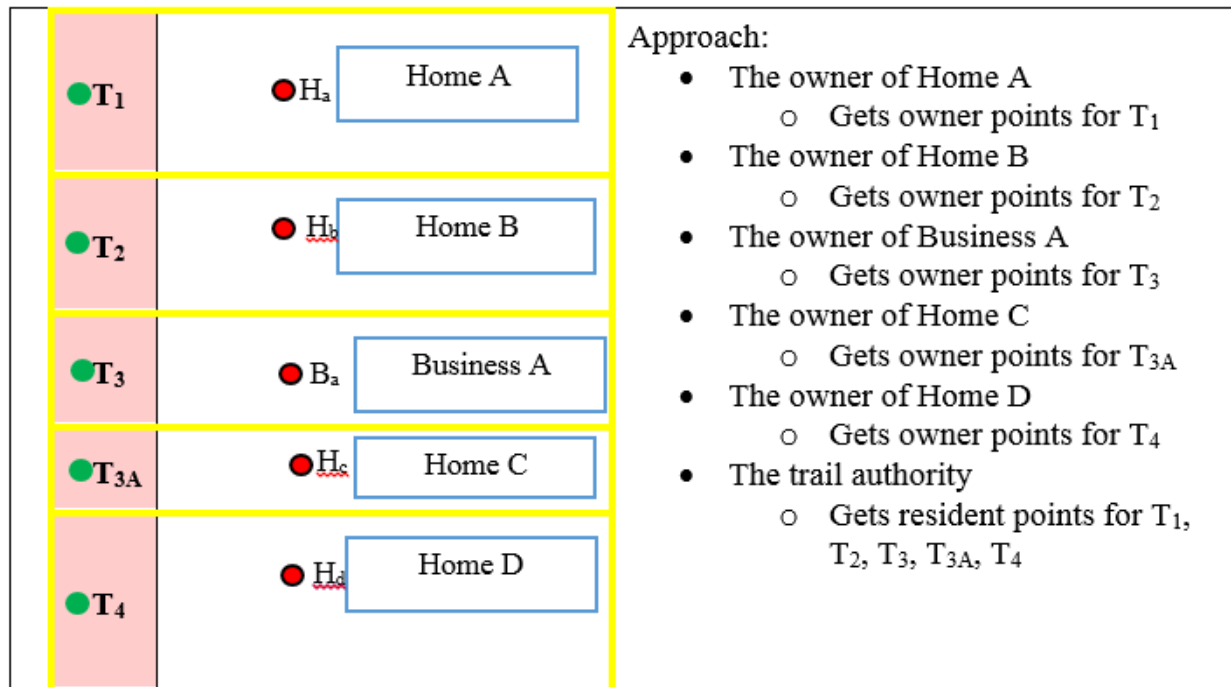 T1
Ha
Home A
T2
Hb
Home B
T3
Ba
Business A
T3A
Hc
Home C
T4
Hd
Home D
Approach:
• The owner of Home A
o Gets owner points for T1
• The owner of Home B
o Gets owner points for T2
• The owner of Business A
o Gets owner points for T3
• The owner of Home C
o Gets owner points for T3A
• The owner of Home D
o Gets owner points for T4
• The trail authority
o Gets resident points for T1,
T2, T3, T3A, T4